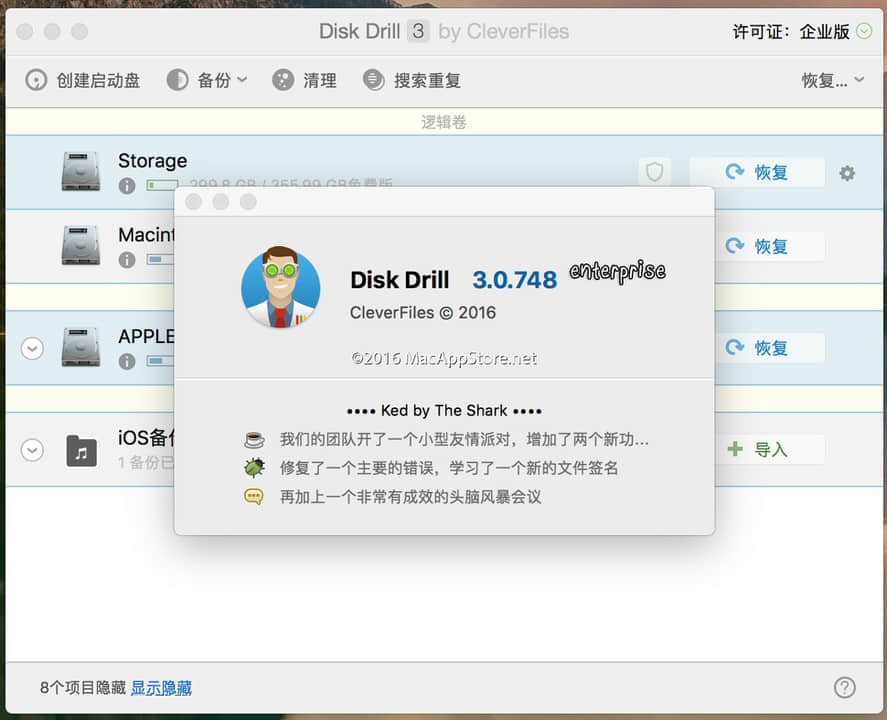 Disk Drill 3 by CleverFiles
许可证：企业版
创建启动盘 备份 清理 搜索重复 恢复...
逻辑卷
Storage
299.8 GB / 255.99 GB免费版
恢复
Macint
恢复
APPLE
恢复
iOS备份
1 备份已
导入
Disk Drill 3.0.748 enterprise
CleverFiles © 2016
©2016 MacAppStore.net
•••• Ked by The Shark ••••
我们的团队开了一个小型友情派对，增加了两个新功...
修复了一个主要的错误，学习了一个新的文件签名
再加上一个非常有成效的头脑风暴会议
8个项目隐藏 显示隐藏